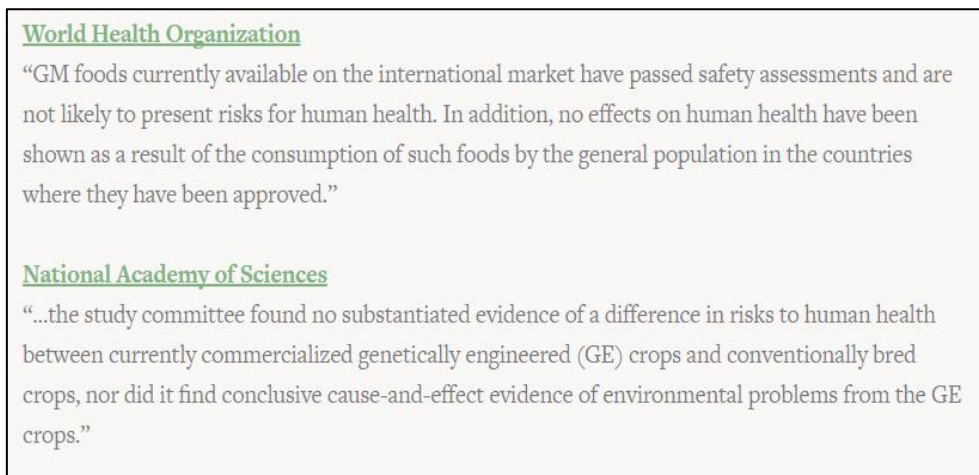 World Health Organization
“GM foods currently available on the international market have passed safety assessments and are
not likely to present risks for human health. In addition, no effects on human health have been
shown as a result of the consumption of such foods by the general population in the countries
where they have been approved.”
National Academy of Sciences
“...the study committee found no substantiated evidence of a difference in risks to human health
between currently commercialized genetically engineered (GE) crops and conventionally bred
crops, nor did it find conclusive cause-and-effect evidence of environmental problems from the GE
crops.”